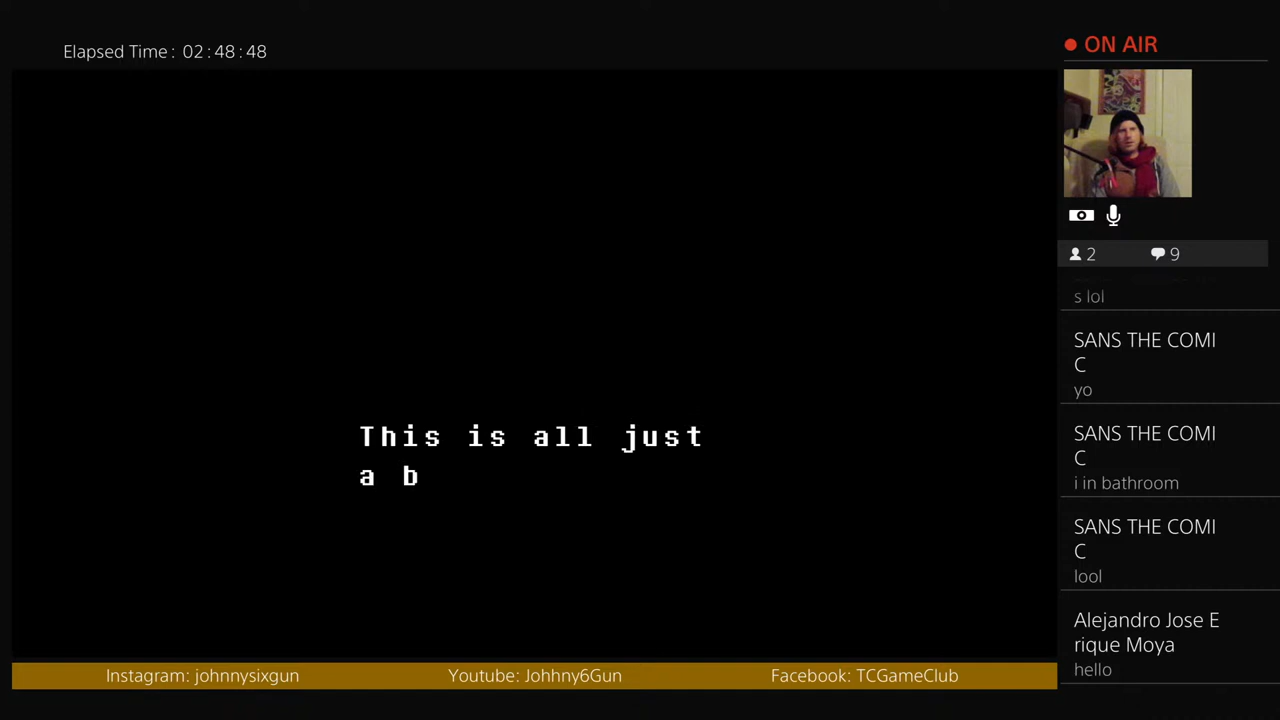 Elapsed Time: 02:48:48
ON AIR
2 9
s lol
SANS THE COMI
C
yo
SANS THE COMI
C
i in bathroom
SANS THE COMI
C
lool
Alejandro Jose E
rique Moya
hello
This is all just
a b
Instagram: johnnysixgun Youtube: Johhny6Gun Facebook: TCGameClub